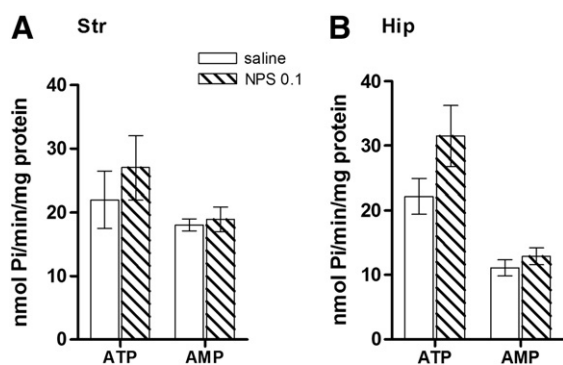 A Str
saline
NPS 0.1
nmol Pi/min/mg protein
40
30
20
10
0
ATP AMP
B Hip
nmol Pi/min/mg protein
40
30
20
10
0
ATP AMP